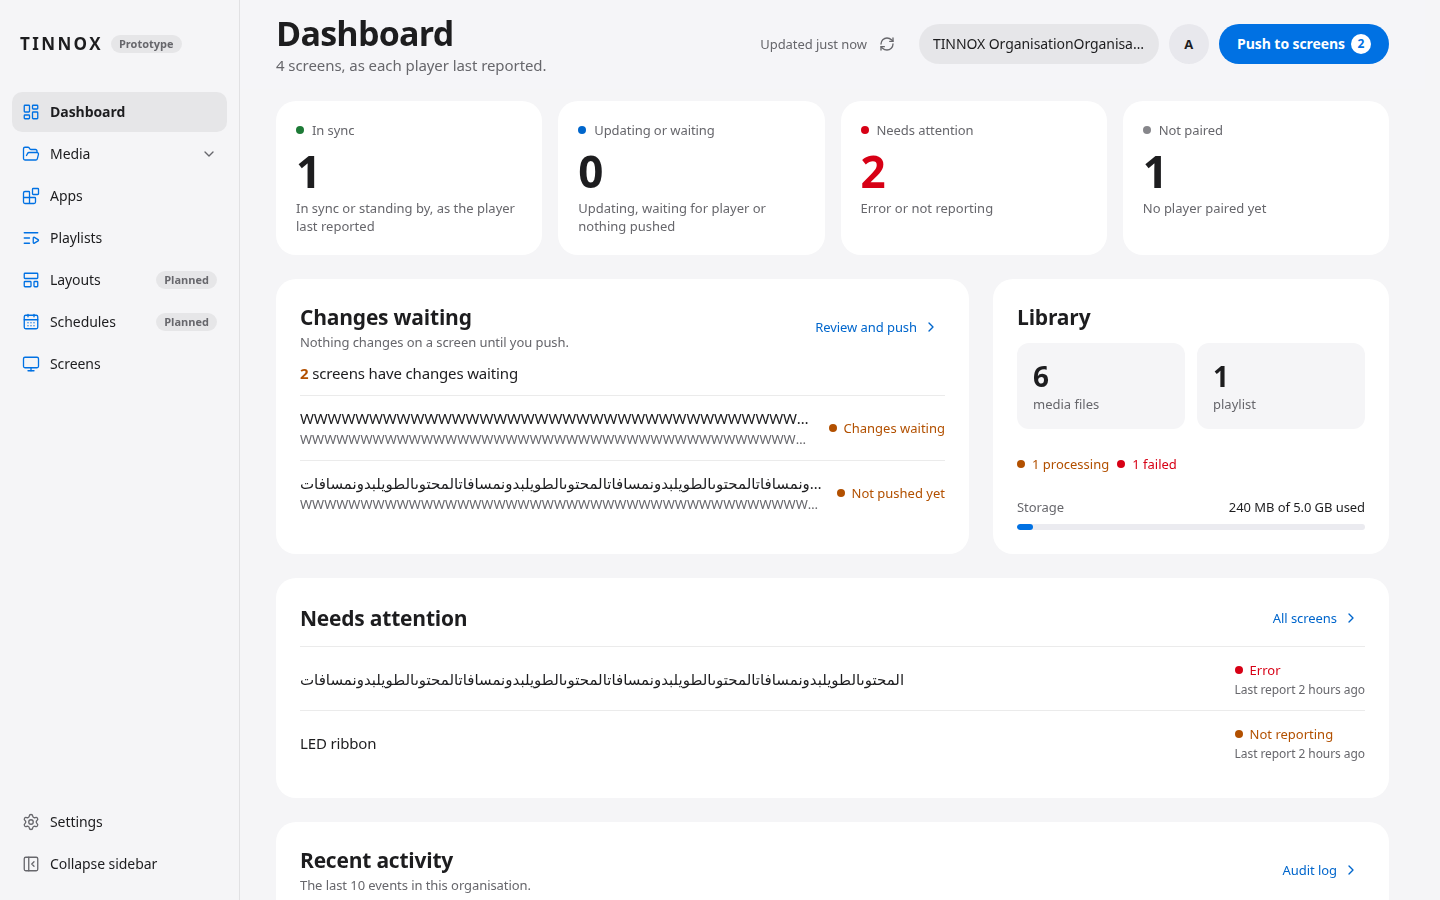 TINNOX Prototype
Dashboard
Media
Apps
Playlists
Layouts Planned
Schedules Planned
Screens
Settings
Collapse sidebar
Dashboard
4 screens, as each player last reported.
Updated just now
TINNOX OrganisationOrganisa...
A
Push to screens 2
In sync
1
In sync or standing by, as the player
last reported
Updating or waiting
0
Updating, waiting for player or
nothing pushed
Needs attention
2
Error or not reporting
Not paired
1
No player paired yet
Changes waiting
Nothing changes on a screen until you push.
Review and push
2 screens have changes waiting
Changes waiting
Not pushed yet
Library
6
media files
1
playlist
1 processing 1 failed
Storage 240 MB of 5.0 GB used
Needs attention
All screens
المحتوىالطويلبدونمسافاتالمحتوىالطويلبدونمسافاتالمحتوىالطويلبدونمسافاتالمحتوىالطويلبدونمسافات
Error
Last report 2 hours ago
LED ribbon
Not reporting
Last report 2 hours ago
Recent activity
The last 10 events in this organisation.
Audit log